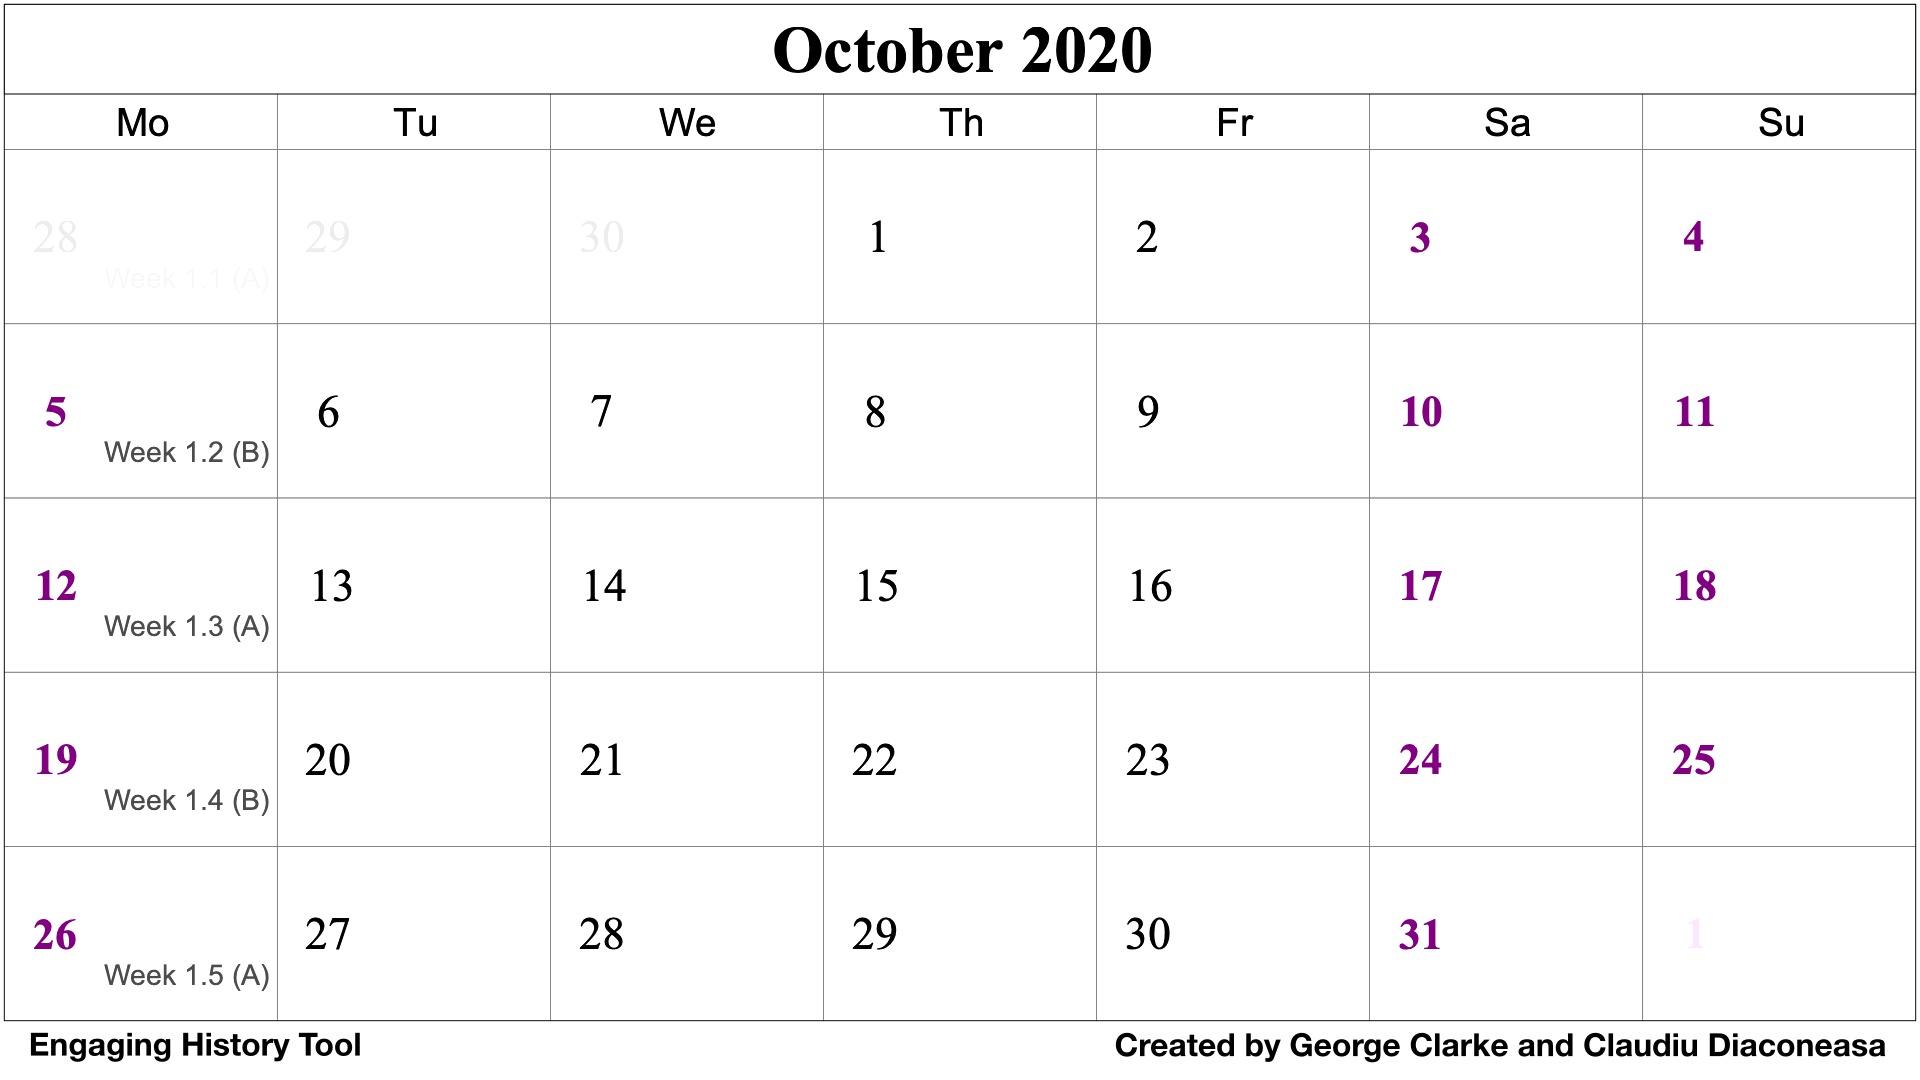 October 2020
Mo Tu We Th Fr Sa Su
28 29 30 1 2 3 4
Week 1.1 (A)
5 6 7 8 9 10 11
Week 1.2 (B)
12 13 14 15 16 17 18
Week 1.3 (A)
19 20 21 22 23 24 25
Week 1.4 (B)
26 27 28 29 30 31 1
Week 1.5 (A)
Engaging History Tool Created by George Clarke and Claudiu Diaconeasa